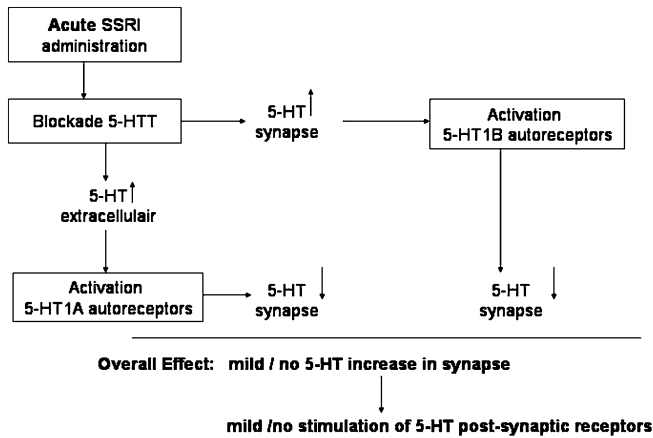 Acute SSRI
administration
Blockade 5-HTT
5-HT
synapse
Activation
5-HT1B autoreceptors
5-HT
extracellulair
Activation
5-HT1A autoreceptors
5-HT
synapse
5-HT
synapse
Overall Effect: mild / no 5-HT increase in synapse
mild /no stimulation of 5-HT post-synaptic receptors